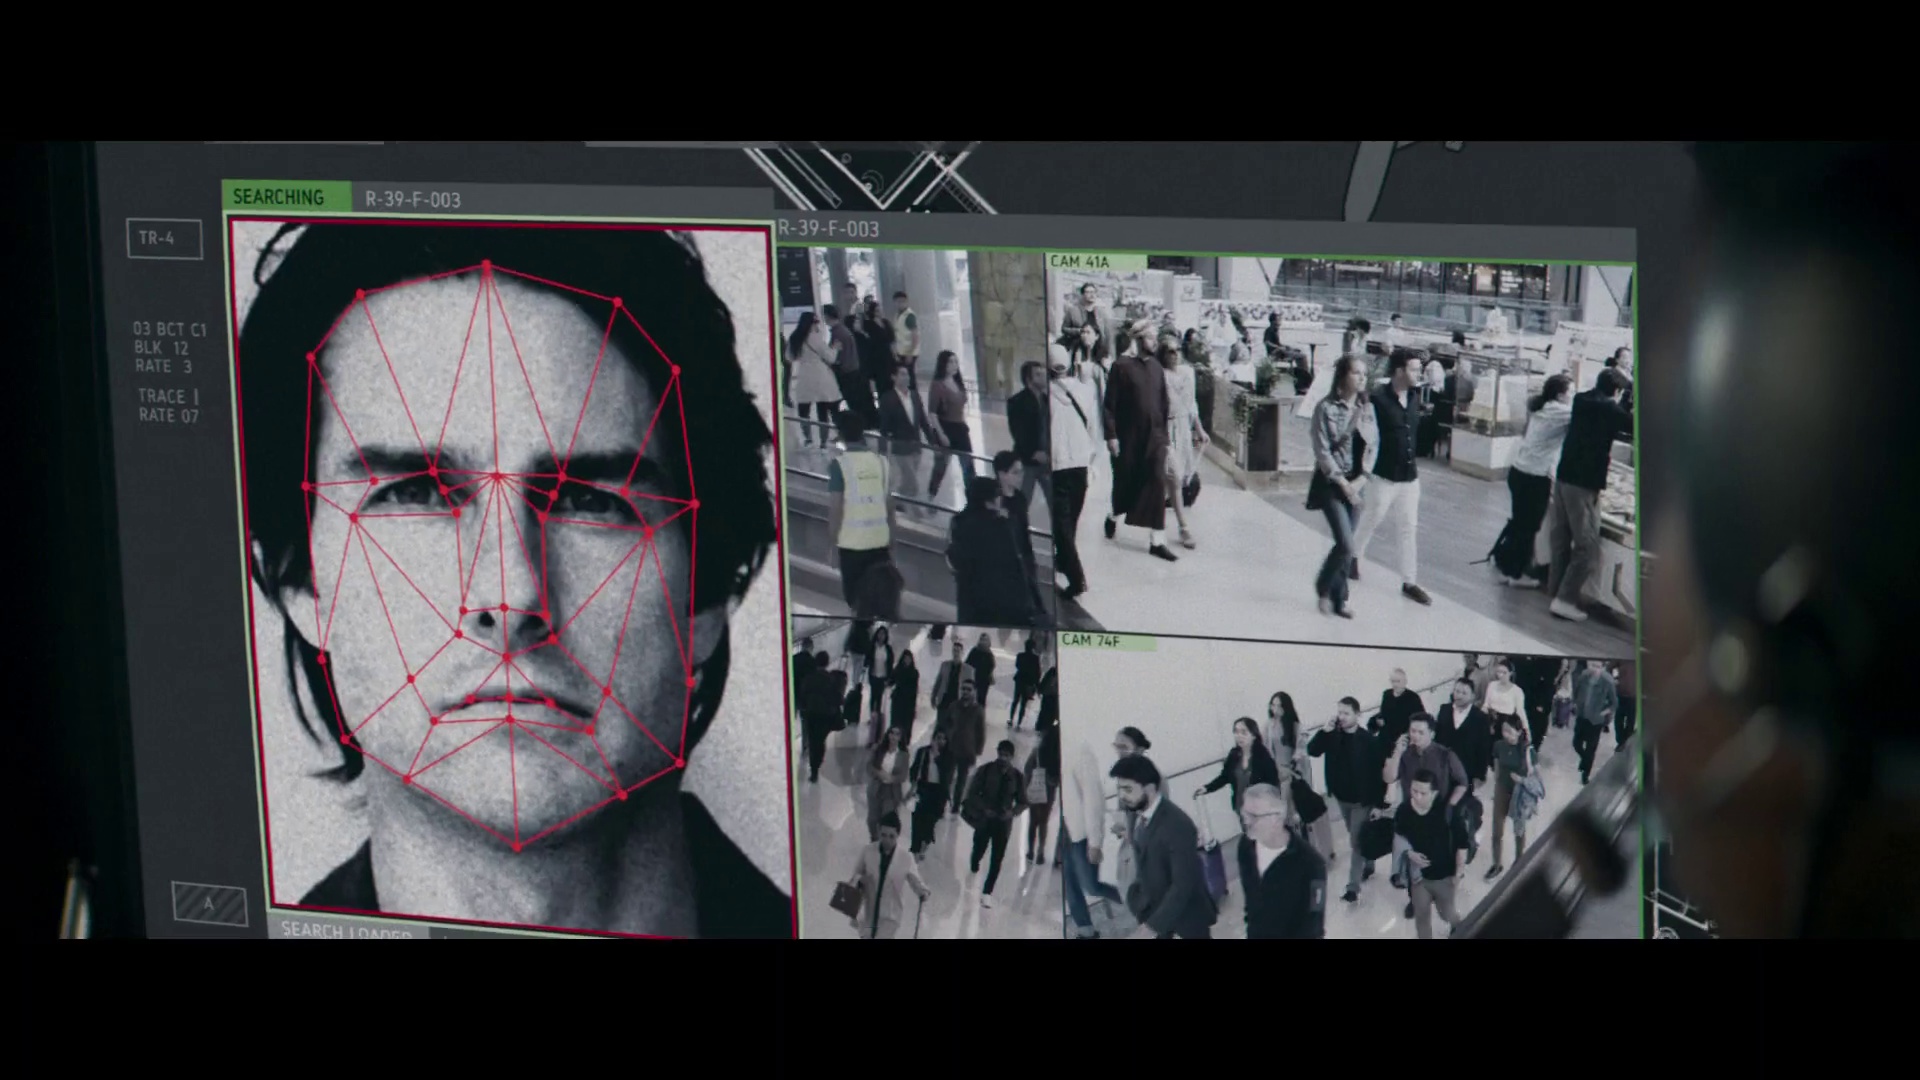 SEARCHING
R-39-F-003
TR-4
R-39-F-003
CAM 41A
03 BCT C1
BLK 12
RATE 3
TRACE
RATE 07
CAM 74F
A
SEARCH LOADED